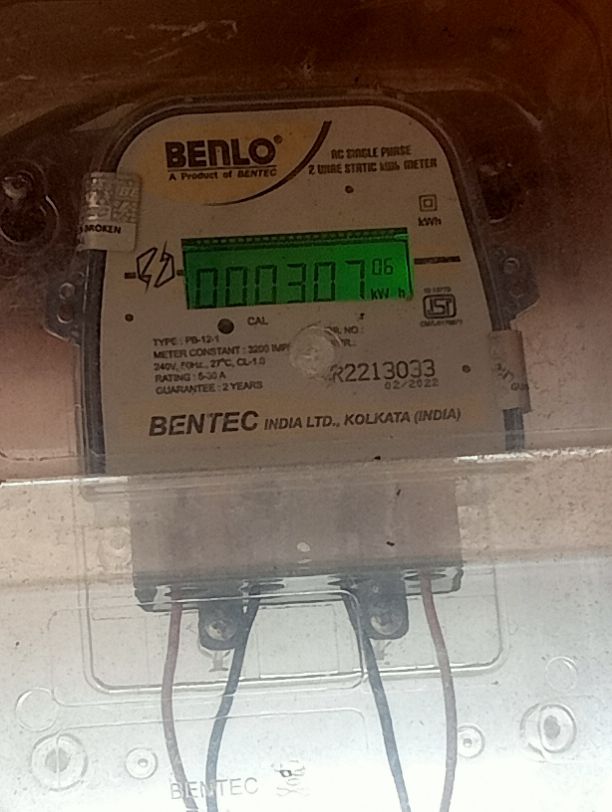 BENLO®
A Product of BENTEC
AC SINGLE PHASE
2 WIRE STATIC kWh METER
BROKEN
kWh
000307 06
kW h
CAL
TYPE : PB-12-1
METER CONSTANT : 3200 IMP
240V, 50Hz., 27°C, CL-1.0
RATING : 5-30 A
GUARANTEE : 2 YEARS
NO.:
R2213033
02/2022
BENTEC INDIA LTD., KOLKATA (INDIA)
BENTEC